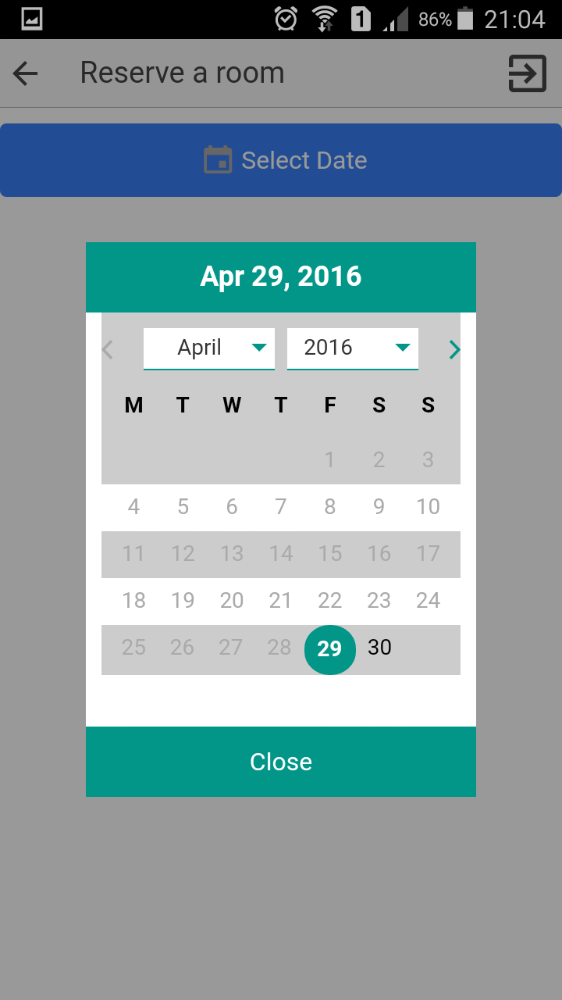 1 86% 21:04
Reserve a room
Select Date
Apr 29, 2016
April 2016
M T W T F S S
1 2 3
4 5 6 7 8 9 10
11 12 13 14 15 16 17
18 19 20 21 22 23 24
25 26 27 28 29 30
Close